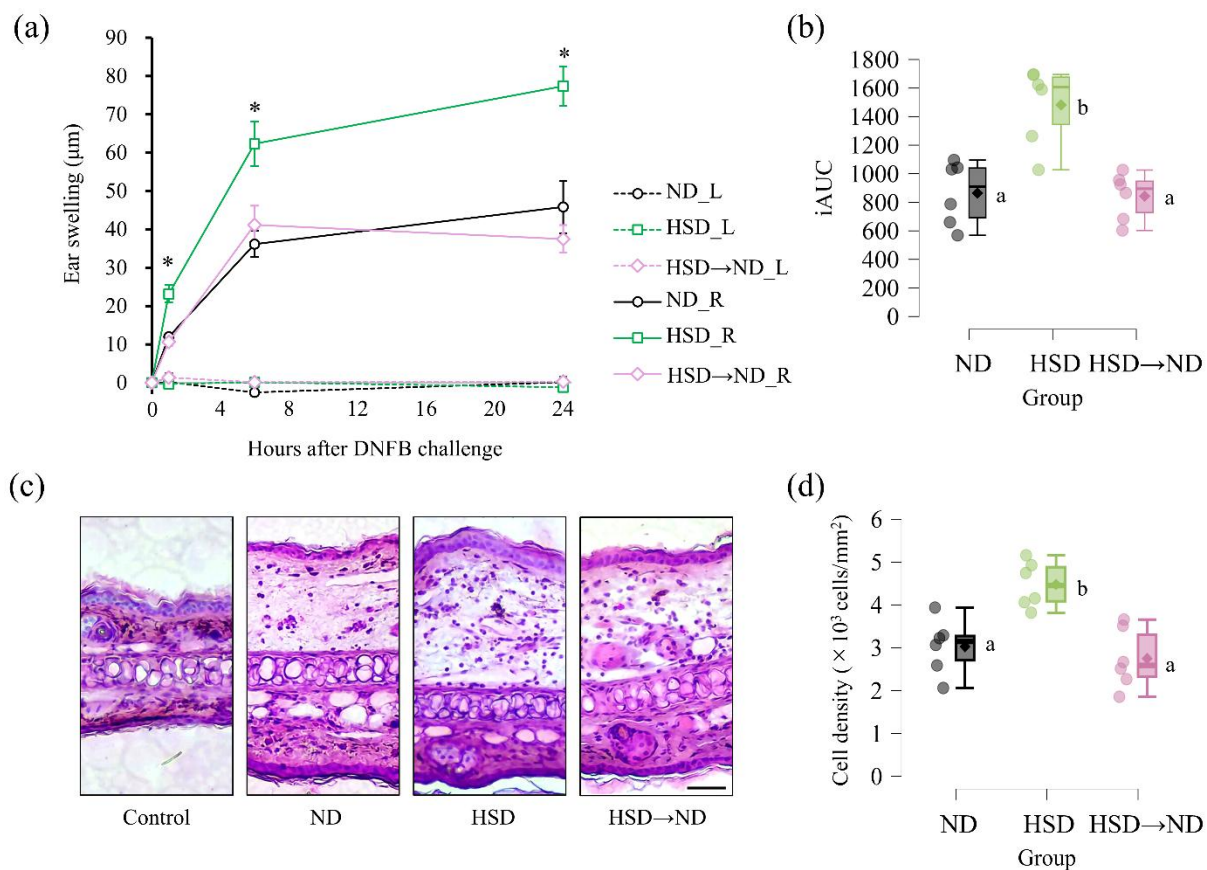 (a)
90
80
70
60
50
40
30
20
10
0
Ear swelling (μm)
0
4
8
12
16
20
24
Hours after DNFB challenge
*
*
*
ND_L
HSD_L
HSD→ND_L
ND_R
HSD_R
HSD→ND_R
(b)
1800
1600
1400
1200
1000
800
600
400
200
0
iAUC
a
b
a
ND
HSD
HSD→ND
Group
(c)
Control
ND
HSD
HSD→ND
(d)
6
5
4
3
2
1
0
Cell density (×10³ cells/mm²)
a
b
a
ND
HSD
HSD→ND
Group